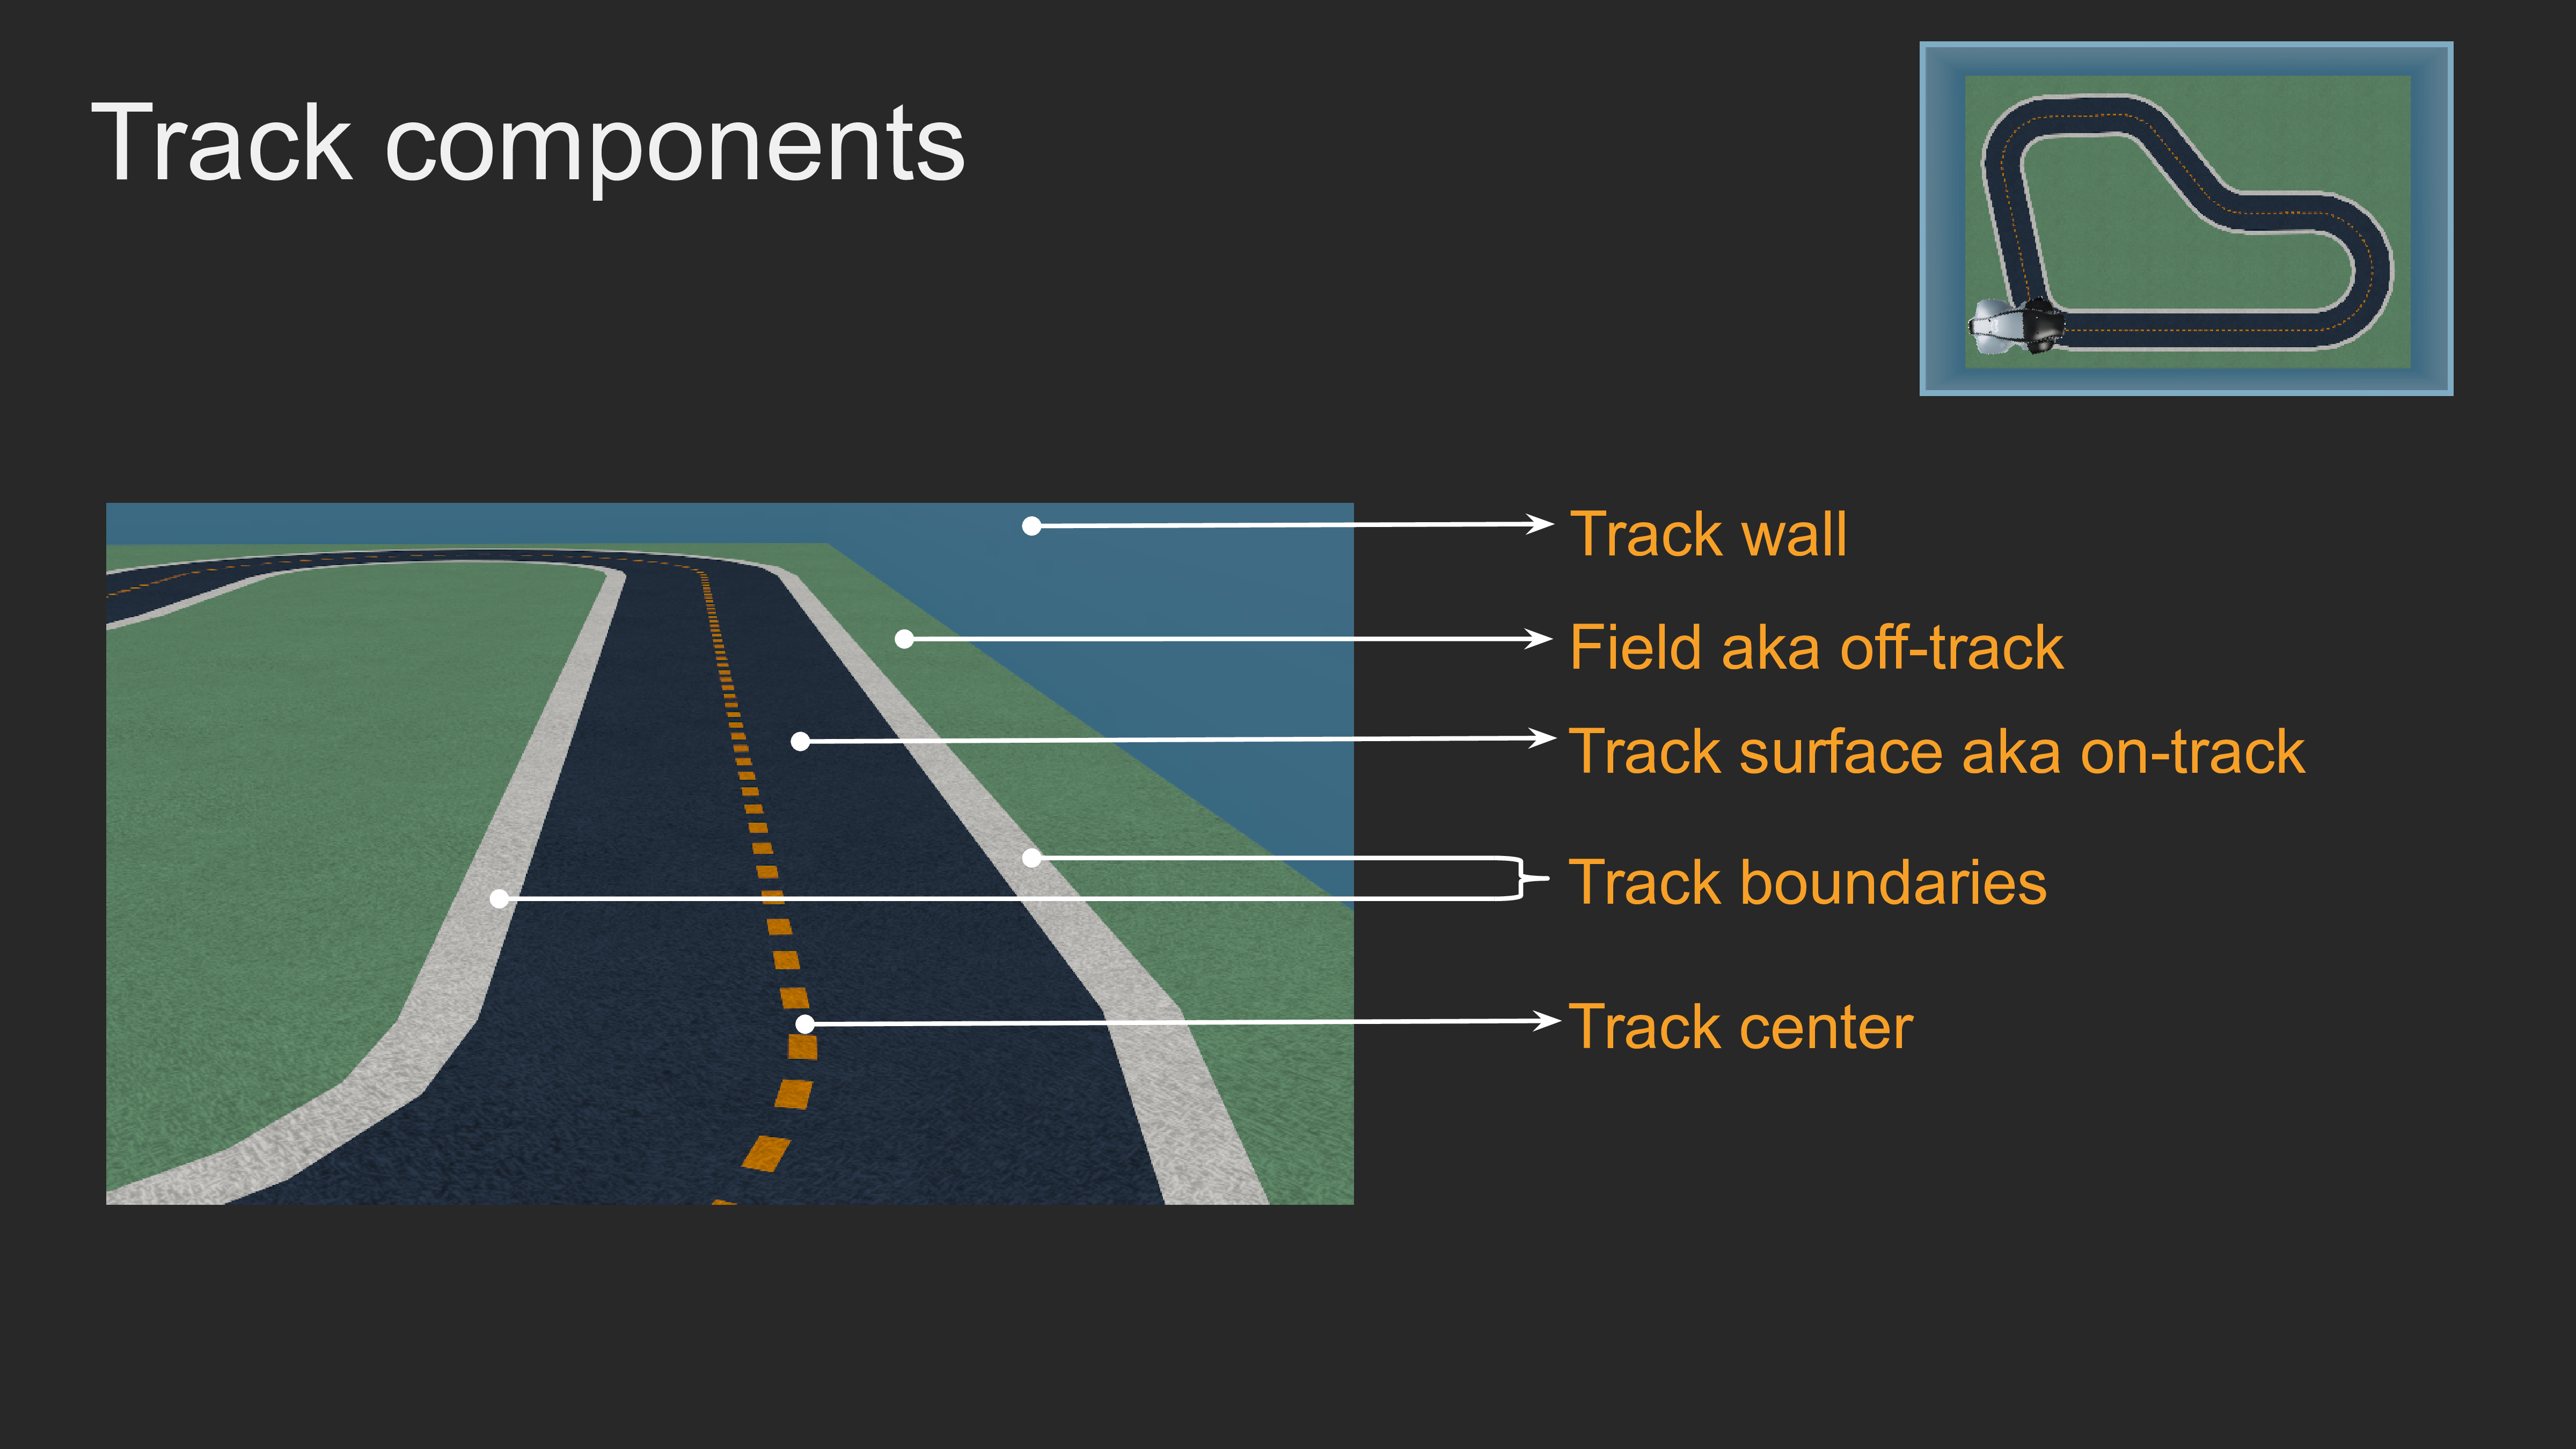 Track components
Track wall
Field aka off-track
Track surface aka on-track
Track boundaries
Track center